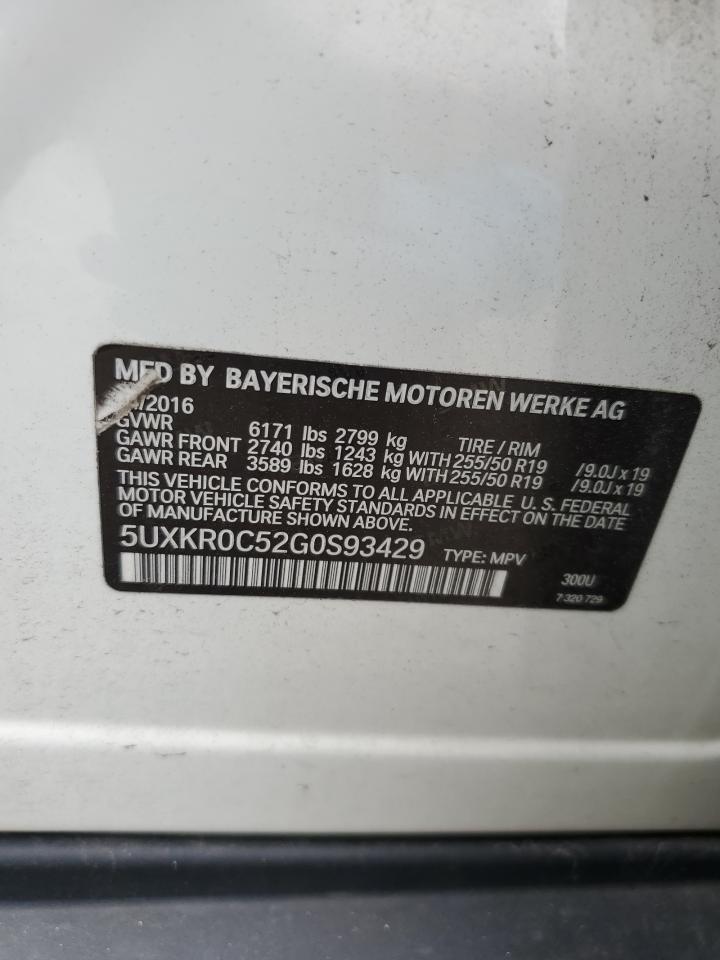 MFD BY BAYERISCHE MOTOREN WERKE AG
/2016
GVWR 6171 lbs 2799 kg TIRE / RIM
GAWR FRONT 2740 lbs 1243 kg WITH 255/50 R19 /9.0J x 19
GAWR REAR 3589 lbs 1628 kg WITH 255/50 R19 /9.0J x 19
THIS VEHICLE CONFORMS TO ALL APPLICABLE U. S. FEDERAL
MOTOR VEHICLE SAFETY STANDARDS IN EFFECT ON THE DATE
OF MANUFACTURE SHOWN ABOVE.
5UXKR0C52G0S93429 TYPE: MPV
300U
7 320 729